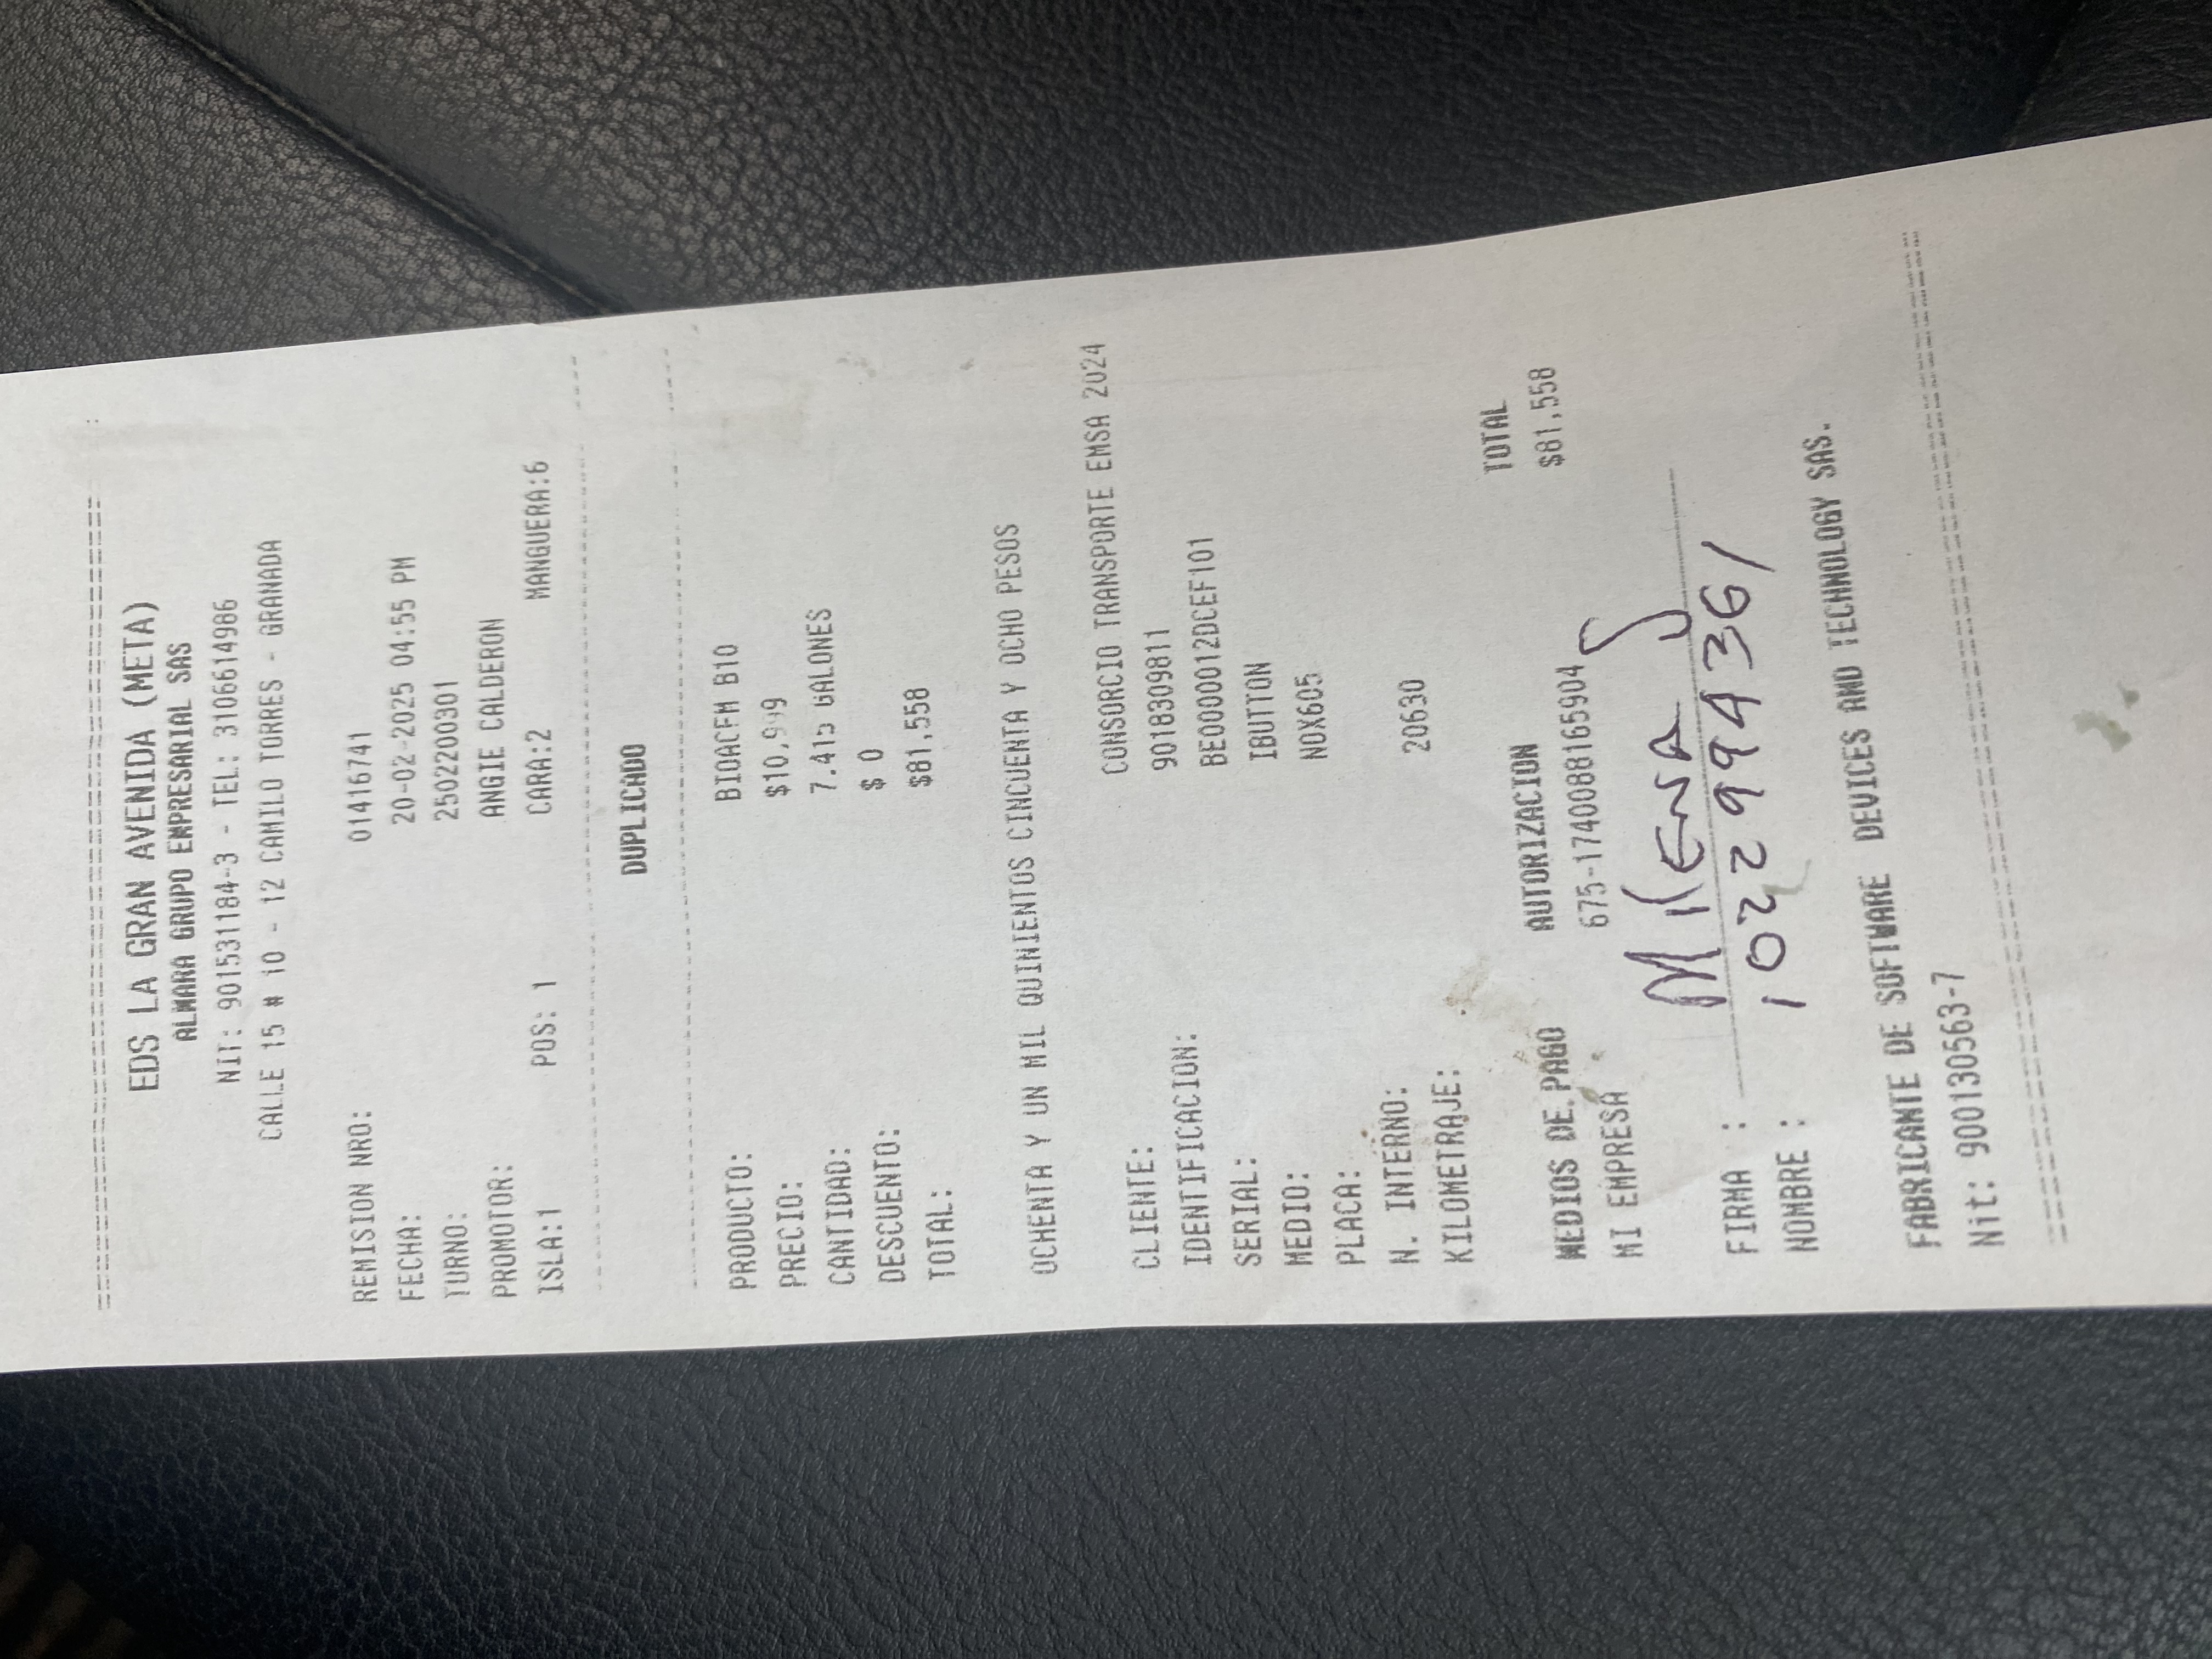 EDS LA GRAN AVENIDA (META)
ALMARA GRUPO EMPRESARIAL SAS
NIT: 901531184-3 - TEL: 3106614986
CALLE 15 # 10 - 12 CAMILO TORRES - GRANADA
REMISION NRO: 01416741
FECHA: 20-02-2025 04:55 PM
TURNO: 250220301
PROMOTOR: ANGIE CALDERON
ISLA:1 POS: 1 CARA:2 MANGUERA:6
DUPLICADO
PRODUCTO: BIOACEM B10
PRECIO: $10,999
CANTIDAD: 7.415 GALONES
DESCUENTO: $ 0
TOTAL: $81,558
OCHENTA Y UN MIL QUINIENTOS CINCUENTA Y OCHO PESOS
CLIENTE: CONSORCIO TRANSPORTE EMSA 2024
IDENTIFICACION: 9018309811
SERIAL: BE0000012DCEF101
MEDIO: IBUTTON
PLACA: NOX605
N. INTERNO:
KILOMETRAJE: 20630
MEDIOS DE PAGO AUTORIZACION TOTAL
MI EMPRESA 675-1740088165904 $81,558
FIRMA : Milena
NOMBRE : 1022994361
FABRICANTE DE SOFTWARE DEVICES AND TECHNOLOGY SAS.
Nit: 900130563-7